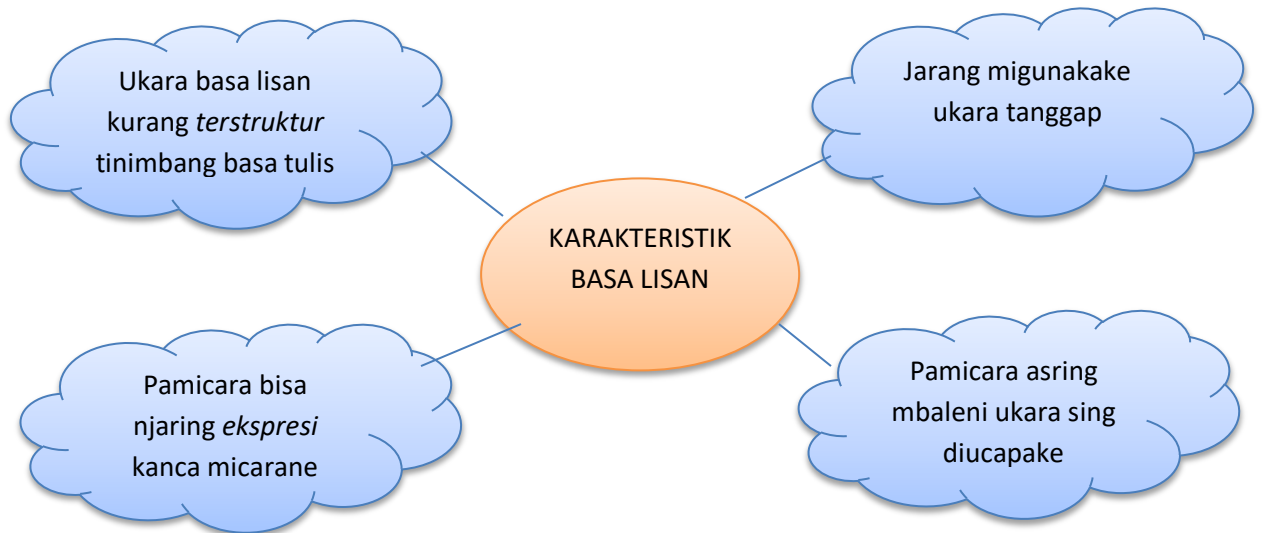 Ukara basa lisan
kurang terstruktur
tinimbang basa tulis
Jarang migunakake
ukara tanggap
KARAKTERISTIK
BASA LISAN
Pamicara bisa
njaring ekspresi
kanca micarane
Pamicara asring
mbaleni ukara sing
diucapake